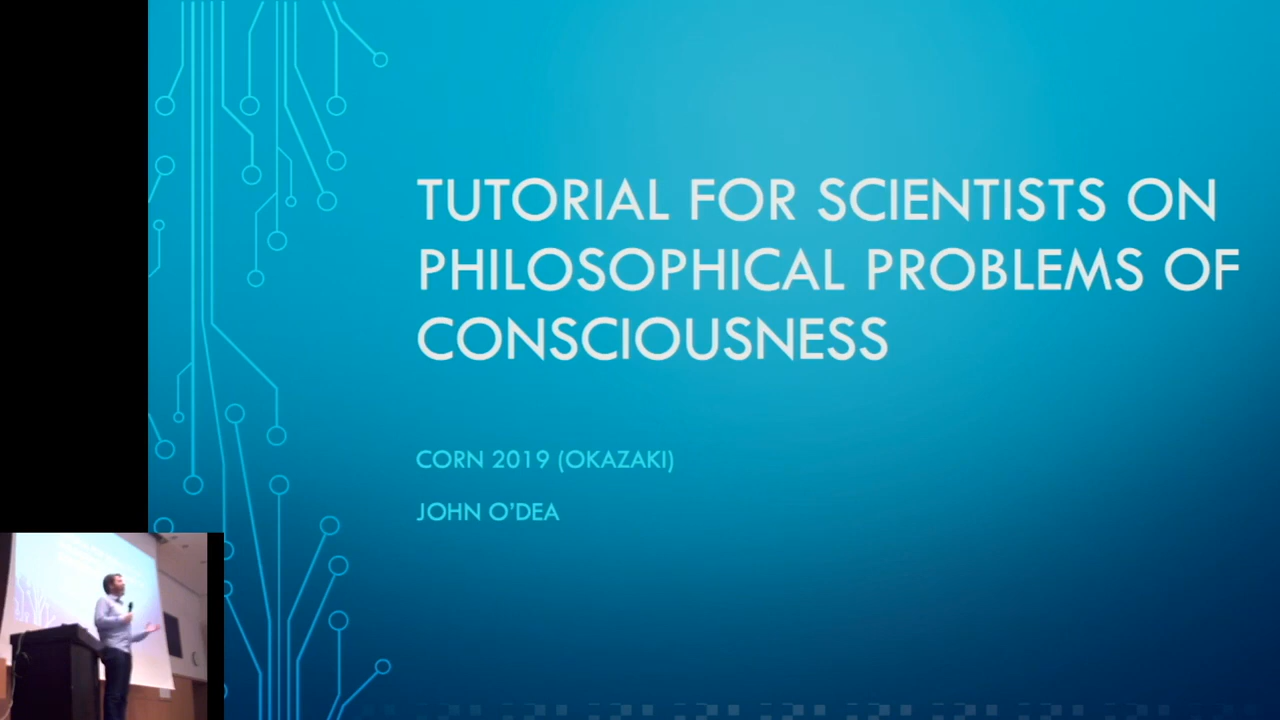 TUTORIAL FOR SCIENTISTS ON
PHILOSOPHICAL PROBLEMS OF
CONSCIOUSNESS
CORN 2019 (OKAZAKI)
JOHN O'DEA